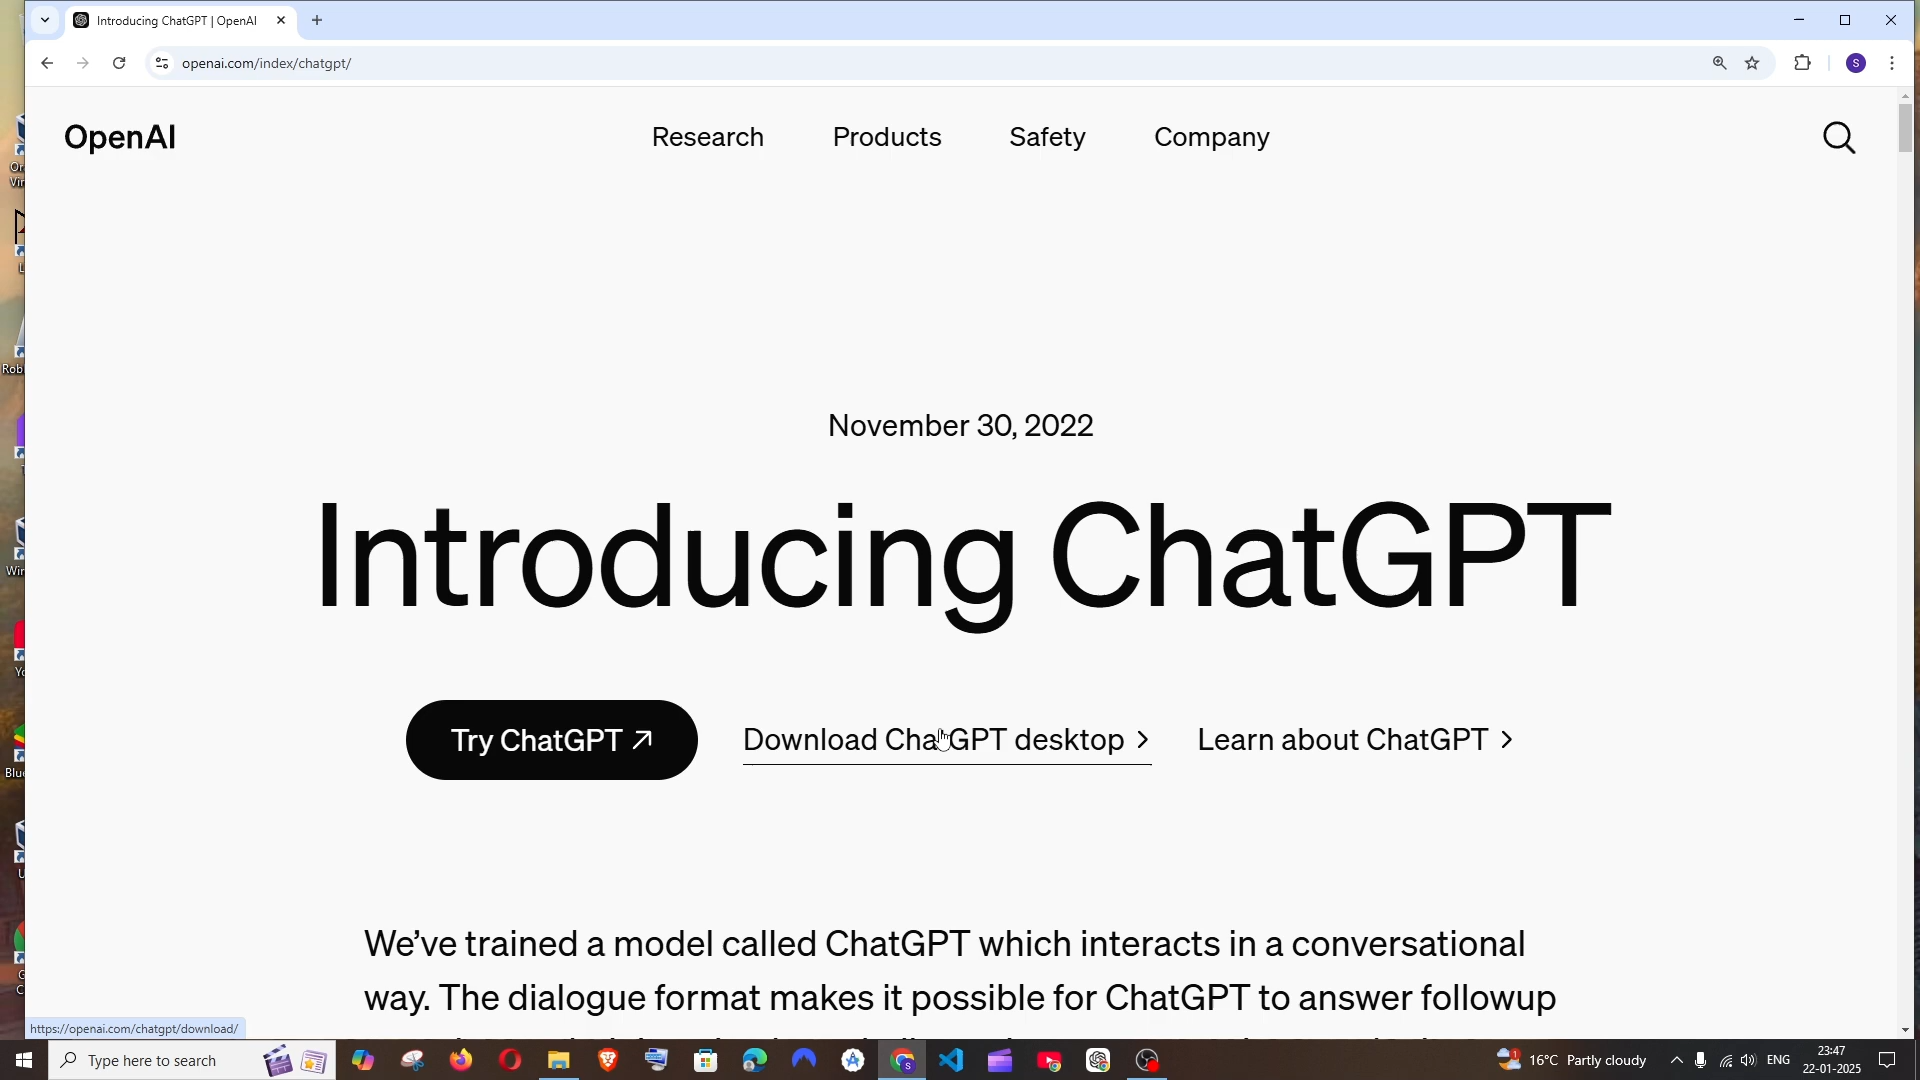 Introducing ChatGPT | OpenAI
openai.com/index/chatgpt/
S
OpenAI
Research
Products
Safety
Company
November 30, 2022
Introducing ChatGPT
Try ChatGPT
Download ChatGPT desktop
Learn about ChatGPT
We've trained a model called ChatGPT which interacts in a conversational
way. The dialogue format makes it possible for ChatGPT to answer followup
https://openai.com/chatgpt/download/
Type here to search
16°C Partly cloudy
ENG
23:47
22-01-2025